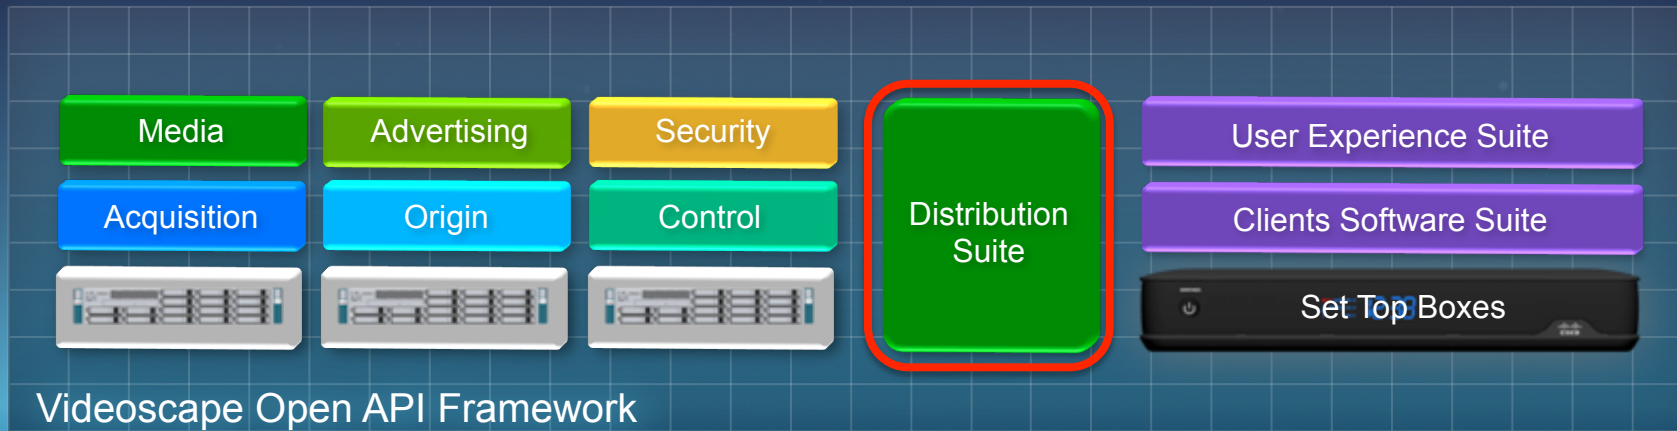 Media
Advertising
Security
User Experience Suite
Acquisition
Origin
Control
Distribution
Suite
Clients Software Suite
Set Top Boxes
Videoscape Open API Framework